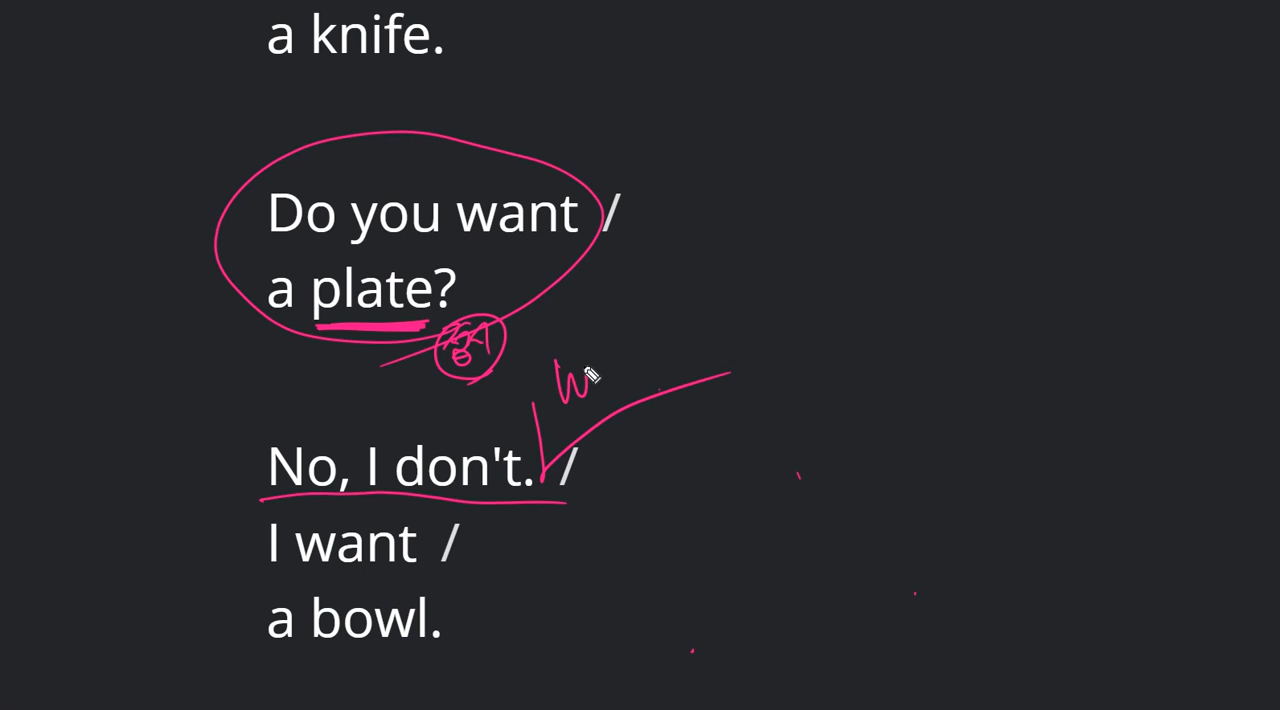 a knife.
Do you want /
a plate?
No, I don't. /
I want /
a bowl.